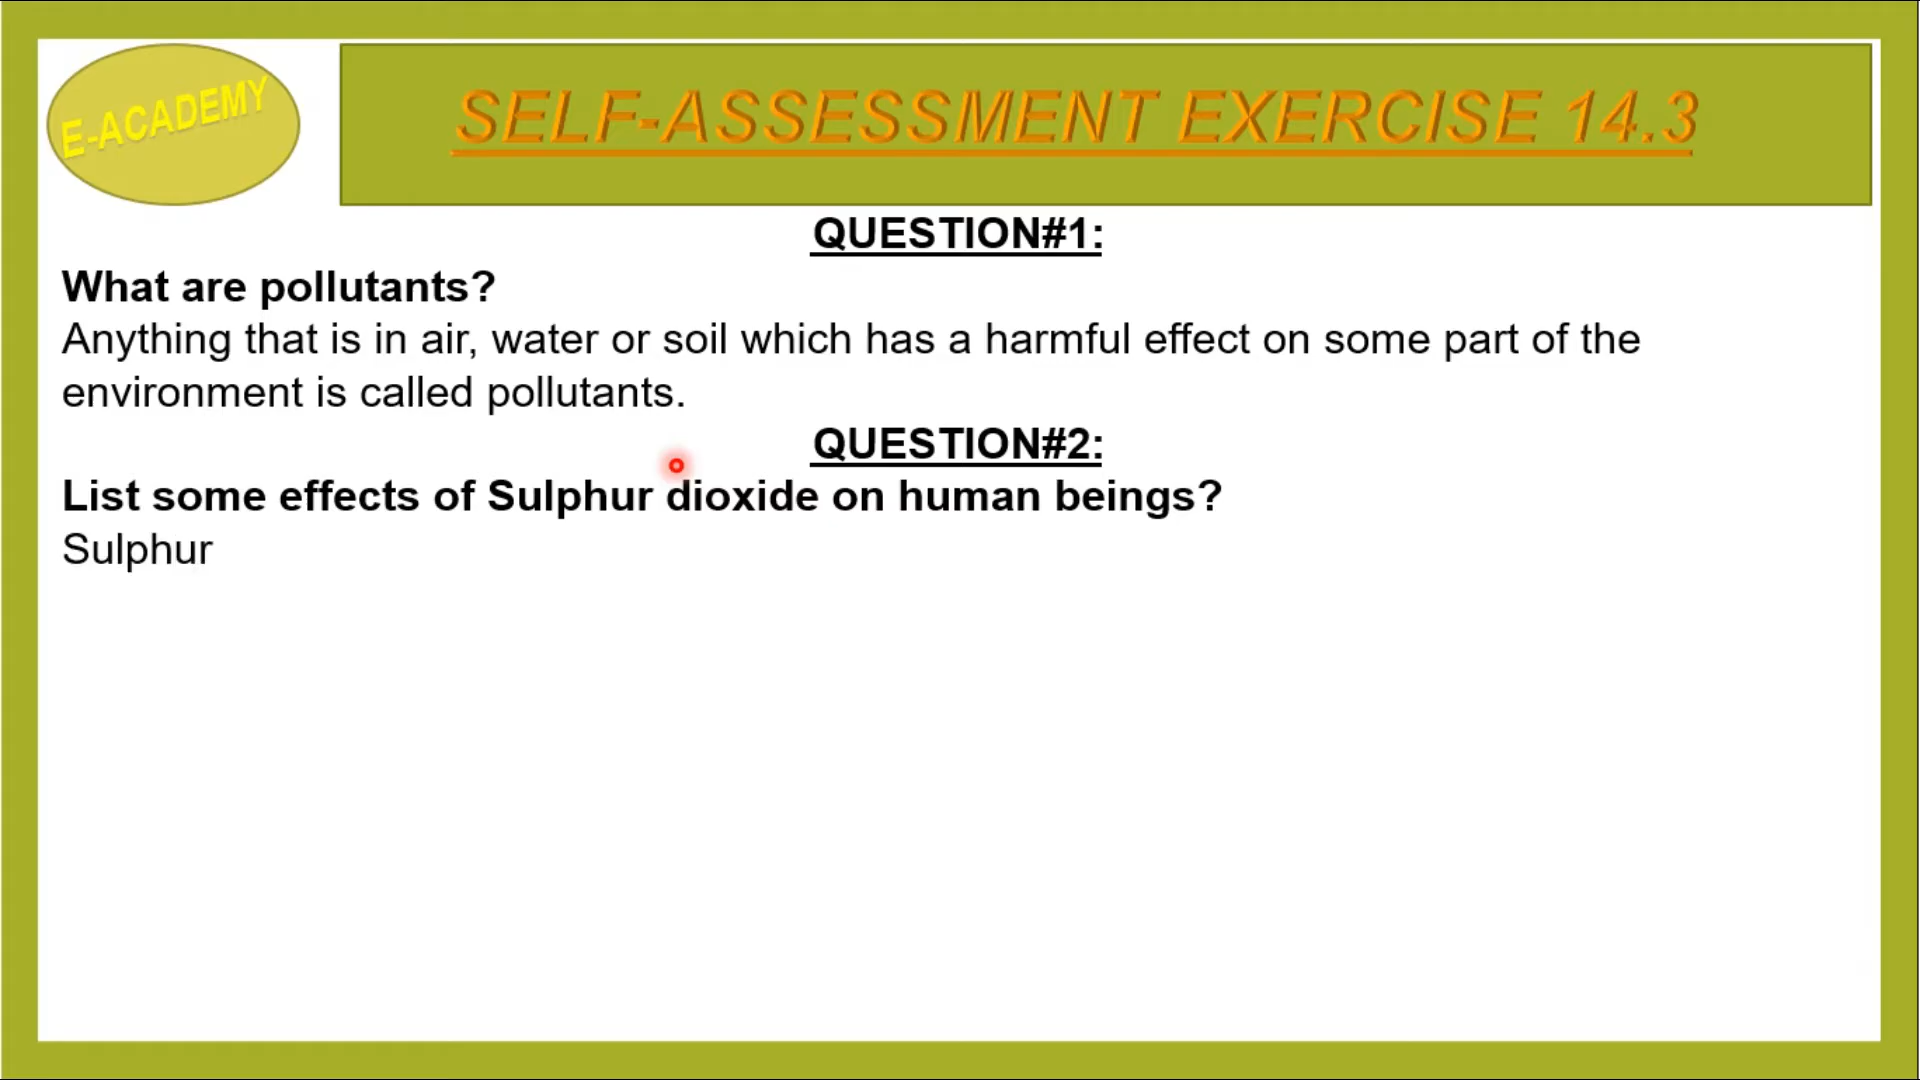 E-ACADEMY
SELF-ASSESSMENT EXERCISE 14.3
QUESTION#1:
What are pollutants?
Anything that is in air, water or soil which has a harmful effect on some part of the
environment is called pollutants.
QUESTION#2:
List some effects of Sulphur dioxide on human beings?
Sulphur